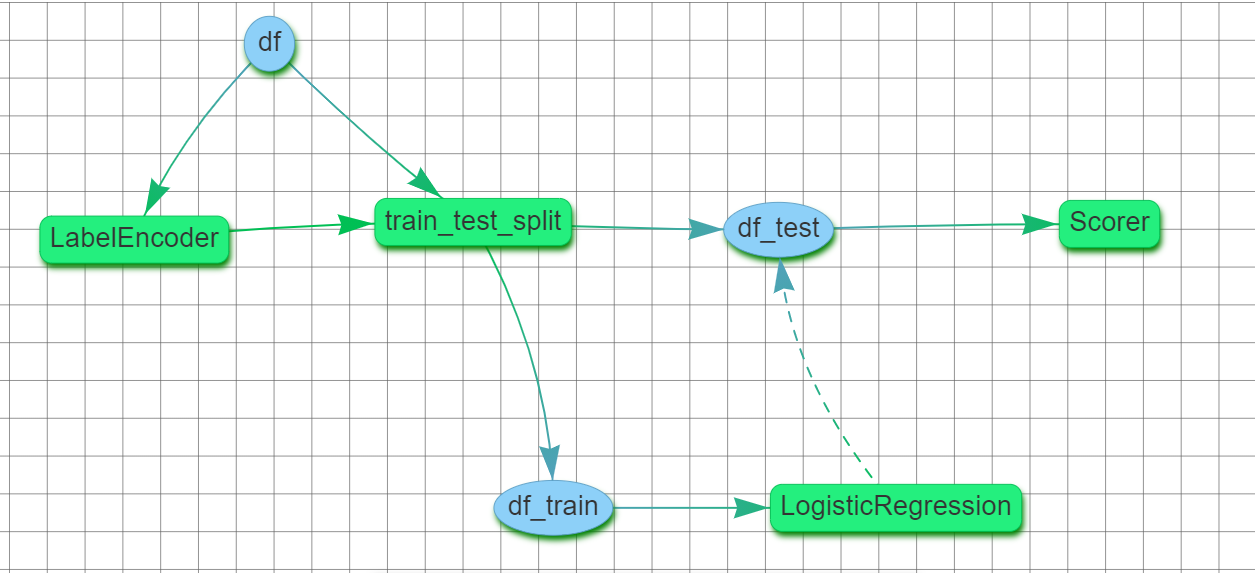 df
LabelEncoder
train_test_split
df_test
Scorer
df_train
LogisticRegression